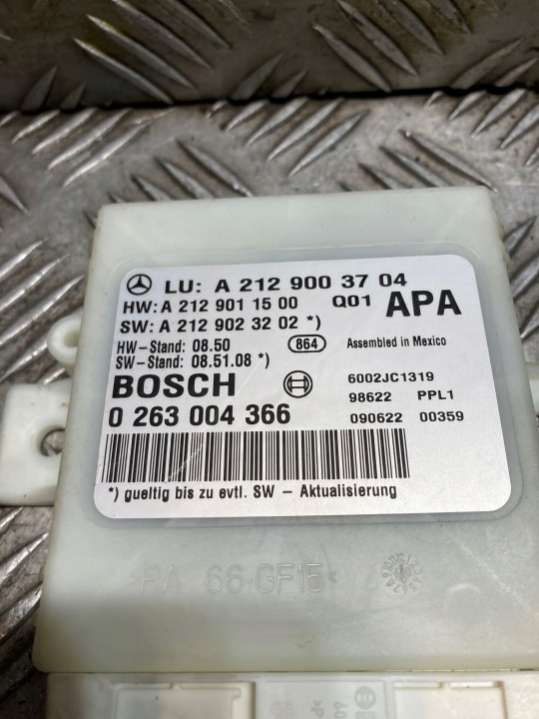 LU: A 212 900 37 04
HW: A 212 901 15 00 Q01 APA
SW: A 212 902 32 02 *)
HW-Stand: 08.50 864 Assembled in Mexico
SW-Stand: 08.51.08 *)
BOSCH 6002JC1319
98622 PPL1
0 263 004 366 090622 00359
*) gueltig bis zu evtl. SW - Aktualisierung
PA 66-GF15<